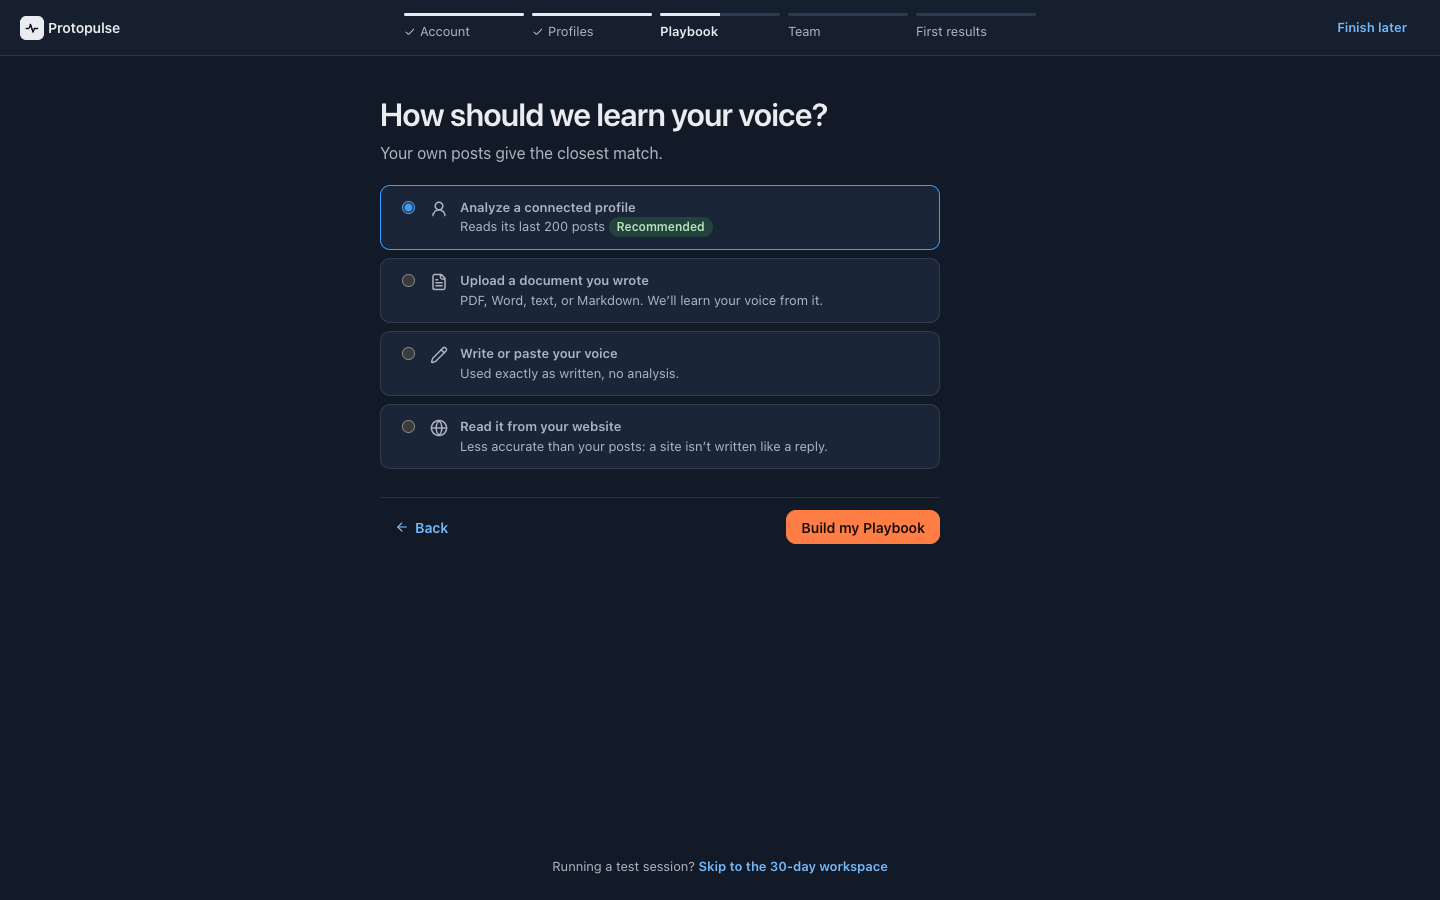 Protopulse
Account
Profiles
Playbook
Team
First results
Finish later
How should we learn your voice?
Your own posts give the closest match.
Analyze a connected profile
Reads its last 200 posts Recommended
Upload a document you wrote
PDF, Word, text, or Markdown. We’ll learn your voice from it.
Write or paste your voice
Used exactly as written, no analysis.
Read it from your website
Less accurate than your posts: a site isn’t written like a reply.
Back
Build my Playbook
Running a test session? Skip to the 30-day workspace